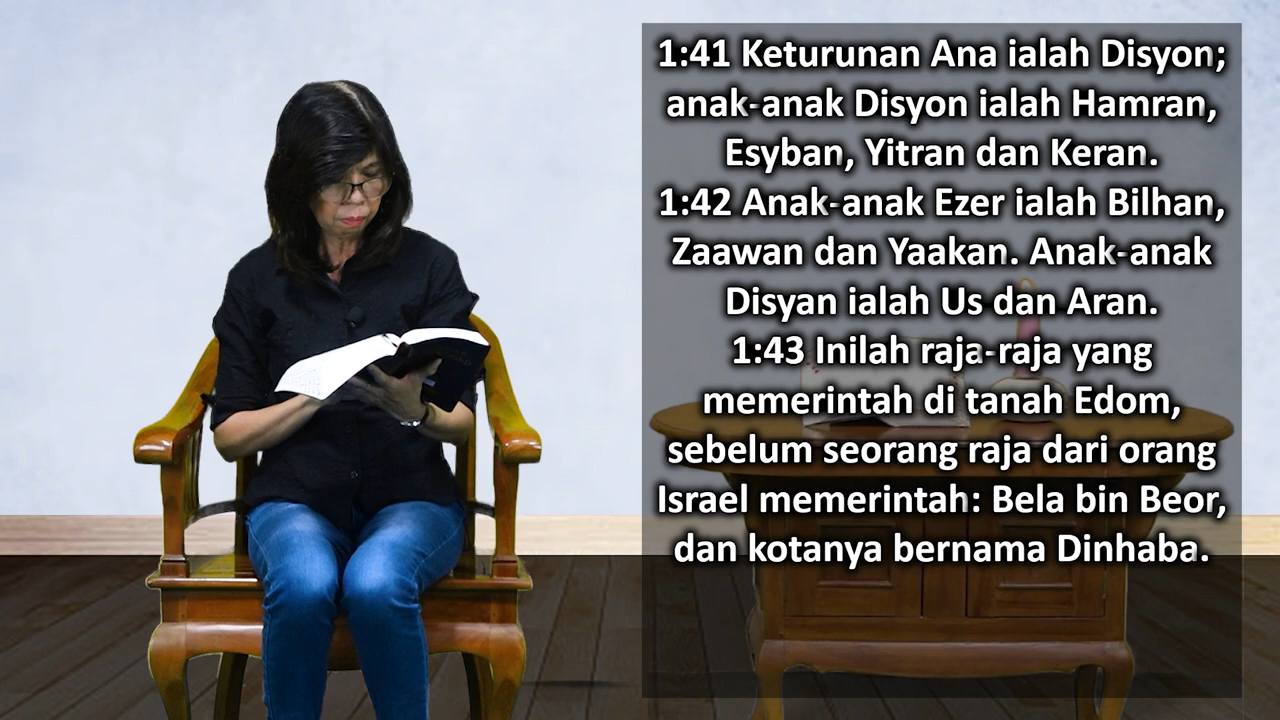 1:41 Keturunan Ana ialah Disyon;
anak-anak Disyon ialah Hamran,
Esyban, Yitran dan Keran.
1:42 Anak-anak Ezer ialah Bilhan,
Zaawan dan Yaakan. Anak-anak
Disyan ialah Us dan Aran.
1:43 Inilah raja-raja yang
memerintah di tanah Edom,
sebelum seorang raja dari orang
Israel memerintah: Bela bin Beor,
dan kotanya bernama Dinhaba.